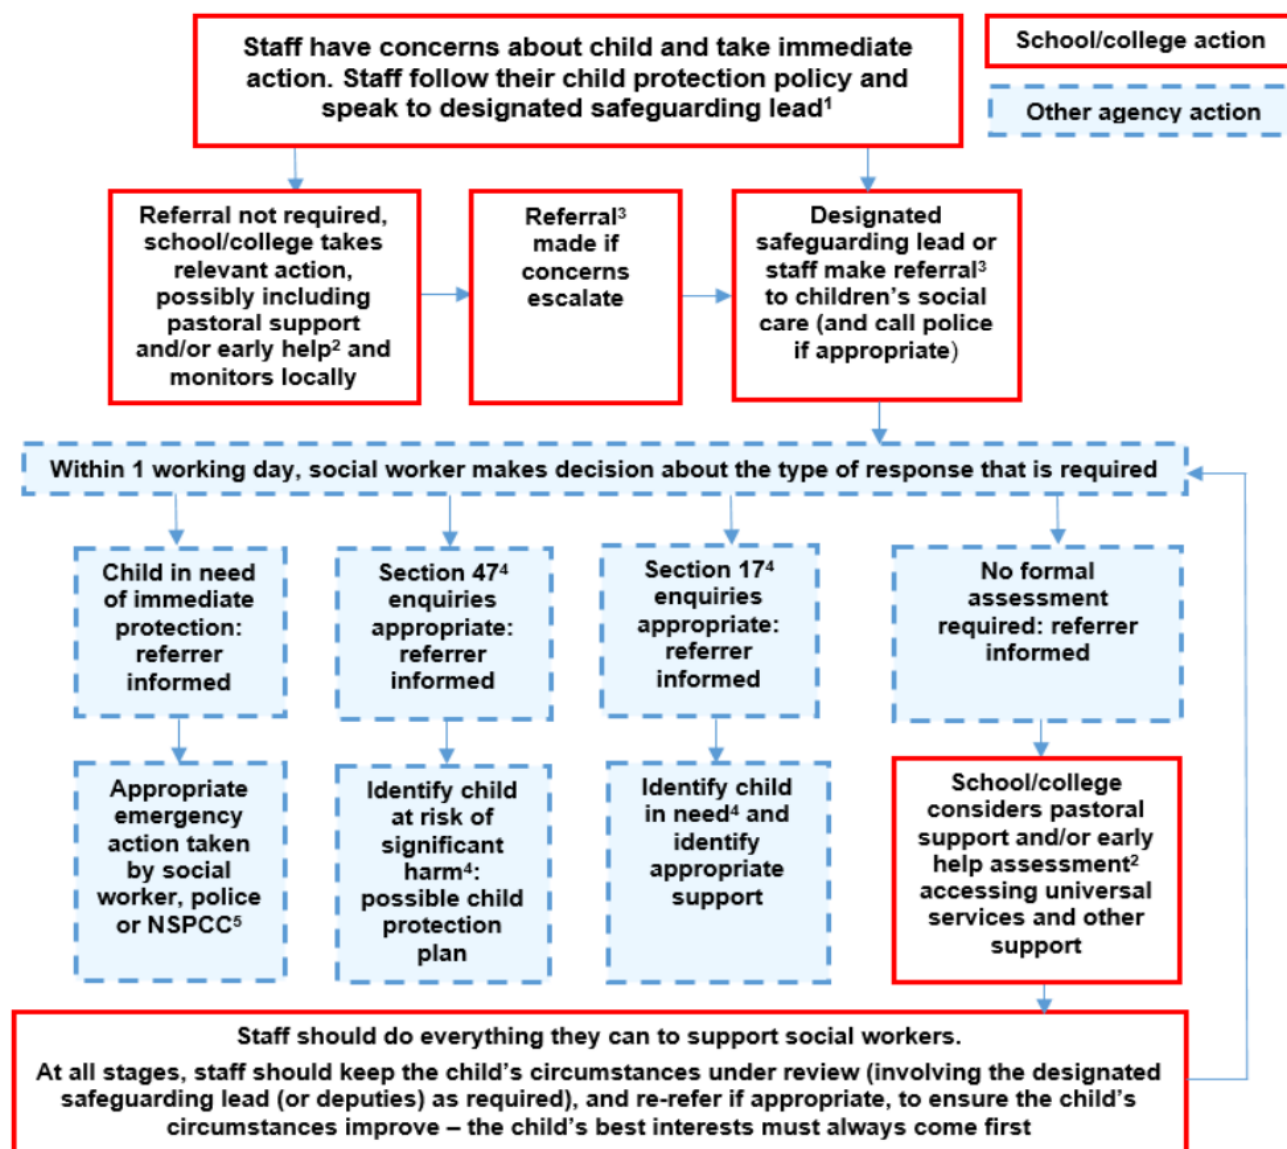 Staff have concerns about child and take immediate
action. Staff follow their child protection policy and
speak to designated safeguarding lead¹
School/college action
Other agency action
Referral not required,
school/college takes
relevant action,
possibly including
pastoral support
and/or early help² and
monitors locally
Referral³
made if
concerns
escalate
Designated
safeguarding lead or
staff make referral³
to children’s social
care (and call police
if appropriate)
Within 1 working day, social worker makes decision about the type of response that is required
Child in need
of immediate
protection:
referrer
informed
Section 47⁴
enquiries
appropriate:
referrer
informed
Section 17⁴
enquiries
appropriate:
referrer
informed
No formal
assessment
required: referrer
informed
Appropriate
emergency
action taken
by social
worker, police
or NSPCC⁵
Identify child
at risk of
significant
harm⁴:
possible child
protection
plan
Identify child
in need⁴ and
identify
appropriate
support
School/college
considers pastoral
support and/or early
help assessment²
accessing universal
services and other
support
Staff should do everything they can to support social workers.
At all stages, staff should keep the child’s circumstances under review (involving the designated
safeguarding lead (or deputies) as required), and re-refer if appropriate, to ensure the child’s
circumstances improve – the child’s best interests must always come first